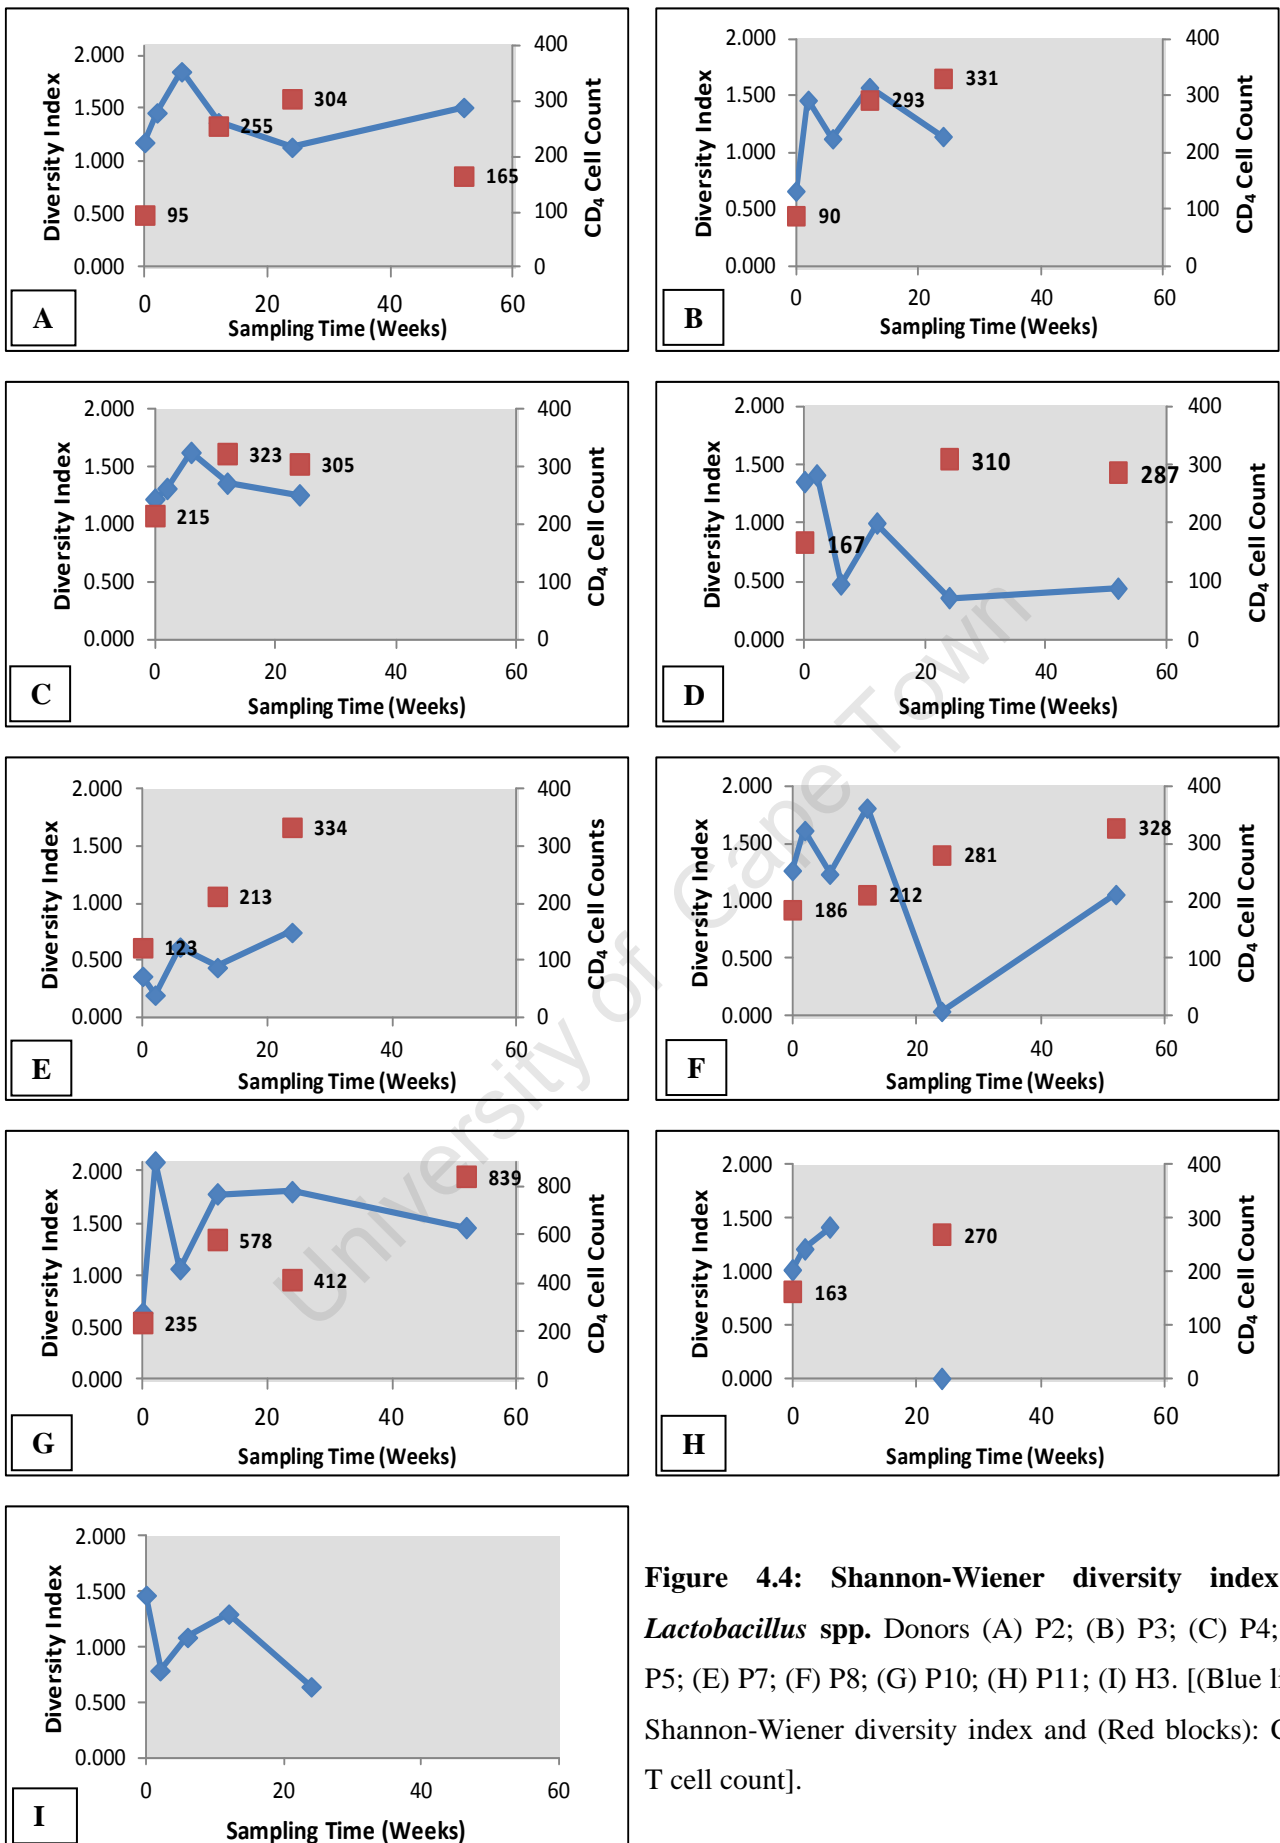 2.000
1.500
1.000
0.500
0.000
400
300
200
100
0
Diversity Index
CD₄ Cell Count
95
255
304
165
0 20 40 60
Sampling Time (Weeks)
A
2.000
1.500
1.000
0.500
0.000
400
300
200
100
0
Diversity Index
CD₄ Cell Count
90
293
331
0 20 40 60
Sampling Time (Weeks)
B
2.000
1.500
1.000
0.500
0.000
400
300
200
100
0
Diversity Index
CD₄ Cell Count
215
323
305
0 20 40 60
Sampling Time (Weeks)
C
2.000
1.500
1.000
0.500
0.000
400
300
200
100
0
Diversity Index
CD₄ Cell Count
167
310
287
0 20 40 60
Sampling Time (Weeks)
D
2.000
1.500
1.000
0.500
0.000
400
300
200
100
0
Diversity Index
CD₄ Cell Counts
123
213
334
0 20 40 60
Sampling Time (Weeks)
E
2.000
1.500
1.000
0.500
0.000
400
300
200
100
0
Diversity Index
CD₄ Cell Count
186
212
281
328
0 20 40 60
Sampling Time (Weeks)
F
2.000
1.500
1.000
0.500
0.000
800
600
400
200
0
Diversity Index
CD₄ Cell Count
235
578
412
839
0 20 40 60
Sampling Time (Weeks)
G
2.000
1.500
1.000
0.500
0.000
400
300
200
100
0
Diversity Index
CD₄ Cell Count
163
270
0 20 40 60
Sampling Time (Weeks)
H
2.000
1.500
1.000
0.500
0.000
Diversity Index
0 20 40 60
Sampling Time (Weeks)
I
Figure 4.4: Shannon-Wiener diversity index
Lactobacillus spp. Donors (A) P2; (B) P3; (C) P4;
P5; (E) P7; (F) P8; (G) P10; (H) P11; (I) H3. [(Blue
Shannon-Wiener diversity index and (Red blocks):
T cell count].
University of Cape Town